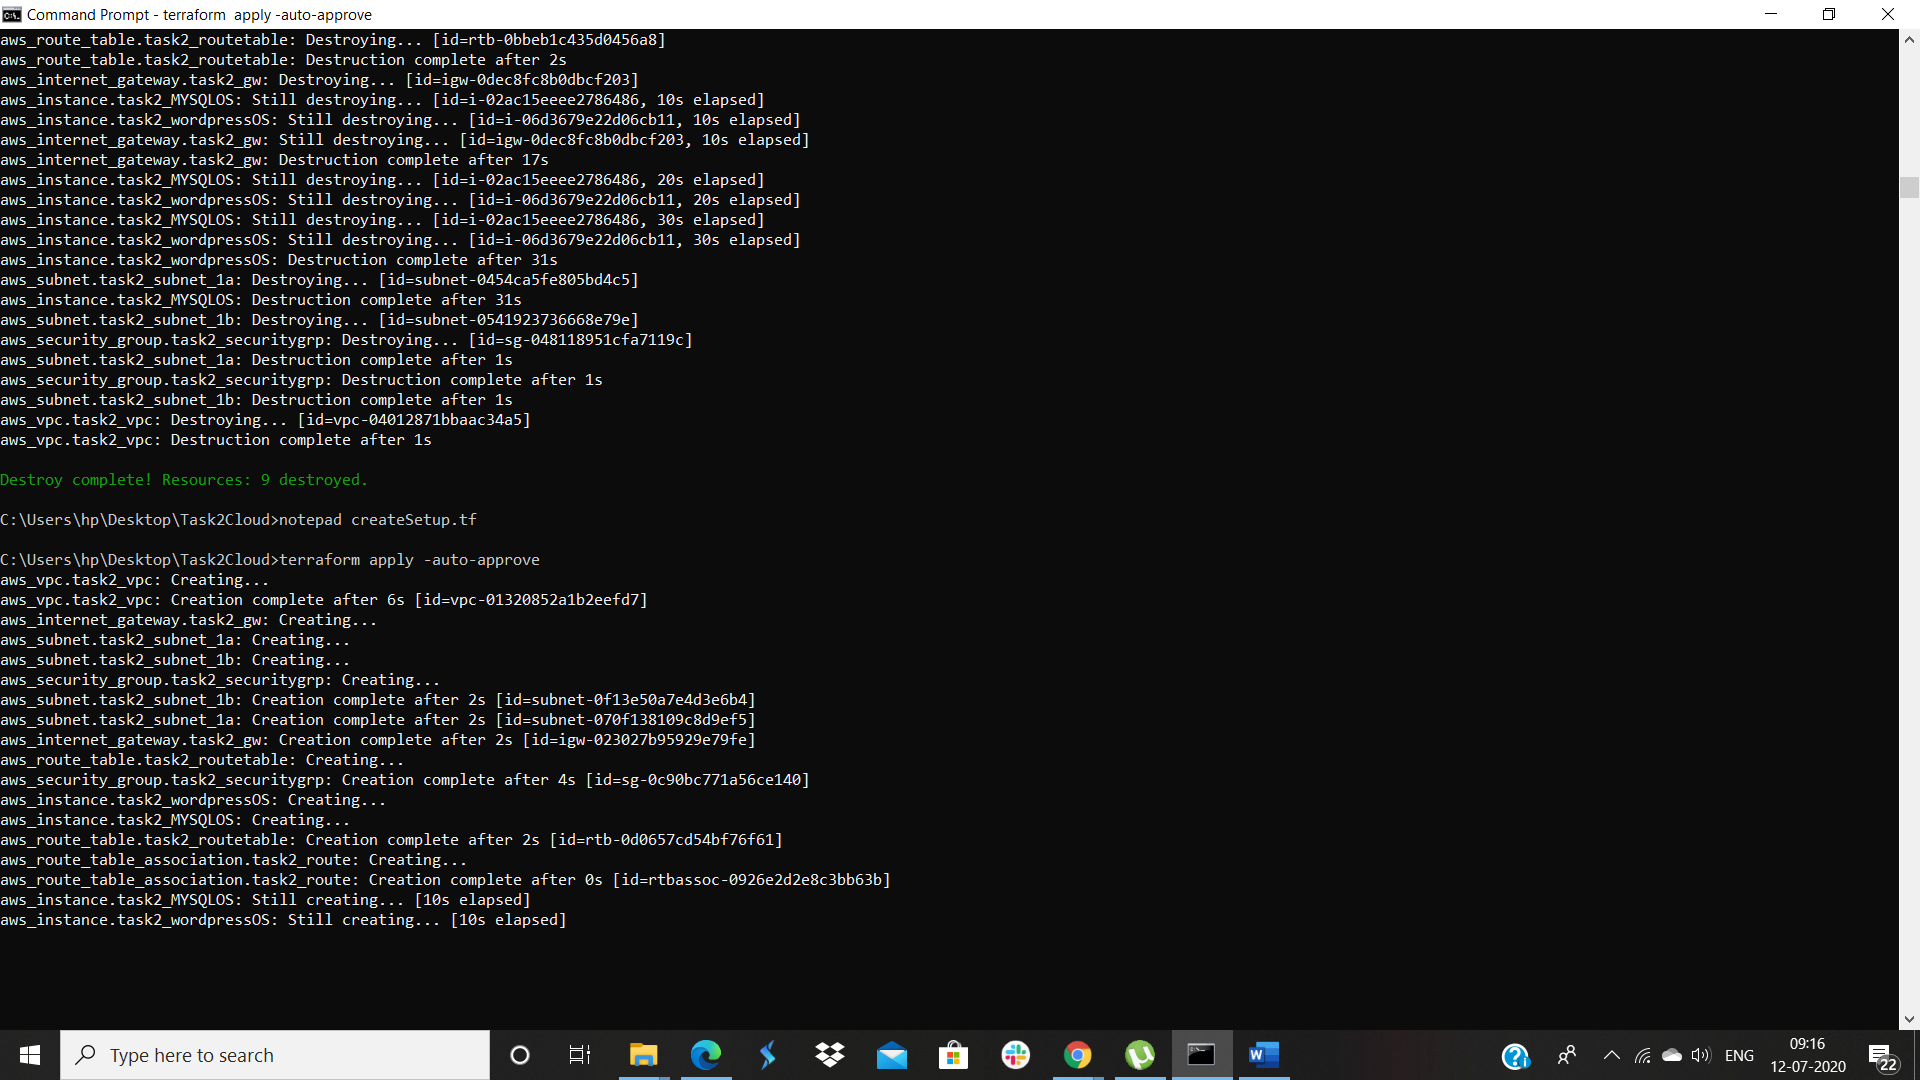 Command Prompt - terraform  apply -auto-approve
aws_route_table.task2_routetable: Destroying... [id=rtb-0bbeb1c435d0456a8]
aws_route_table.task2_routetable: Destruction complete after 2s
aws_internet_gateway.task2_gw: Destroying... [id=igw-0dec8fc8b0dbcf203]
aws_instance.task2_MYSQLOS: Still destroying... [id=i-02ac15eeee2786486, 10s elapsed]
aws_instance.task2_wordpressOS: Still destroying... [id=i-06d3679e22d06cb11, 10s elapsed]
aws_internet_gateway.task2_gw: Still destroying... [id=igw-0dec8fc8b0dbcf203, 10s elapsed]
aws_internet_gateway.task2_gw: Destruction complete after 17s
aws_instance.task2_MYSQLOS: Still destroying... [id=i-02ac15eeee2786486, 20s elapsed]
aws_instance.task2_wordpressOS: Still destroying... [id=i-06d3679e22d06cb11, 20s elapsed]
aws_instance.task2_MYSQLOS: Still destroying... [id=i-02ac15eeee2786486, 30s elapsed]
aws_instance.task2_wordpressOS: Still destroying... [id=i-06d3679e22d06cb11, 30s elapsed]
aws_instance.task2_wordpressOS: Destruction complete after 31s
aws_subnet.task2_subnet_1a: Destroying... [id=subnet-0454ca5fe805bd4c5]
aws_instance.task2_MYSQLOS: Destruction complete after 31s
aws_subnet.task2_subnet_1b: Destroying... [id=subnet-0541923736668e79e]
aws_security_group.task2_securitygrp: Destroying... [id=sg-048118951cfa7119c]
aws_subnet.task2_subnet_1a: Destruction complete after 1s
aws_security_group.task2_securitygrp: Destruction complete after 1s
aws_subnet.task2_subnet_1b: Destruction complete after 1s
aws_vpc.task2_vpc: Destroying... [id=vpc-04012871bbaac34a5]
aws_vpc.task2_vpc: Destruction complete after 1s
Destroy complete! Resources: 9 destroyed.
C:\Users\hp\Desktop\Task2Cloud>notepad createSetup.tf
C:\Users\hp\Desktop\Task2Cloud>terraform apply -auto-approve
aws_vpc.task2_vpc: Creating...
aws_vpc.task2_vpc: Creation complete after 6s [id=vpc-01320852a1b2eefd7]
aws_internet_gateway.task2_gw: Creating...
aws_subnet.task2_subnet_1a: Creating...
aws_subnet.task2_subnet_1b: Creating...
aws_security_group.task2_securitygrp: Creating...
aws_subnet.task2_subnet_1b: Creation complete after 2s [id=subnet-0f13e50a7e4d3e6b4]
aws_subnet.task2_subnet_1a: Creation complete after 2s [id=subnet-070f138109c8d9ef5]
aws_internet_gateway.task2_gw: Creation complete after 2s [id=igw-023027b95929e79fe]
aws_route_table.task2_routetable: Creating...
aws_security_group.task2_securitygrp: Creation complete after 4s [id=sg-0c90bc771a56ce140]
aws_instance.task2_wordpressOS: Creating...
aws_instance.task2_MYSQLOS: Creating...
aws_route_table.task2_routetable: Creation complete after 2s [id=rtb-0d0657cd54bf76f61]
aws_route_table_association.task2_route: Creating...
aws_route_table_association.task2_route: Creation complete after 0s [id=rtbassoc-0926e2d2e8c3bb63b]
aws_instance.task2_MYSQLOS: Still creating... [10s elapsed]
aws_instance.task2_wordpressOS: Still creating... [10s elapsed]
Type here to search
ENG
09:16
12-07-2020
22